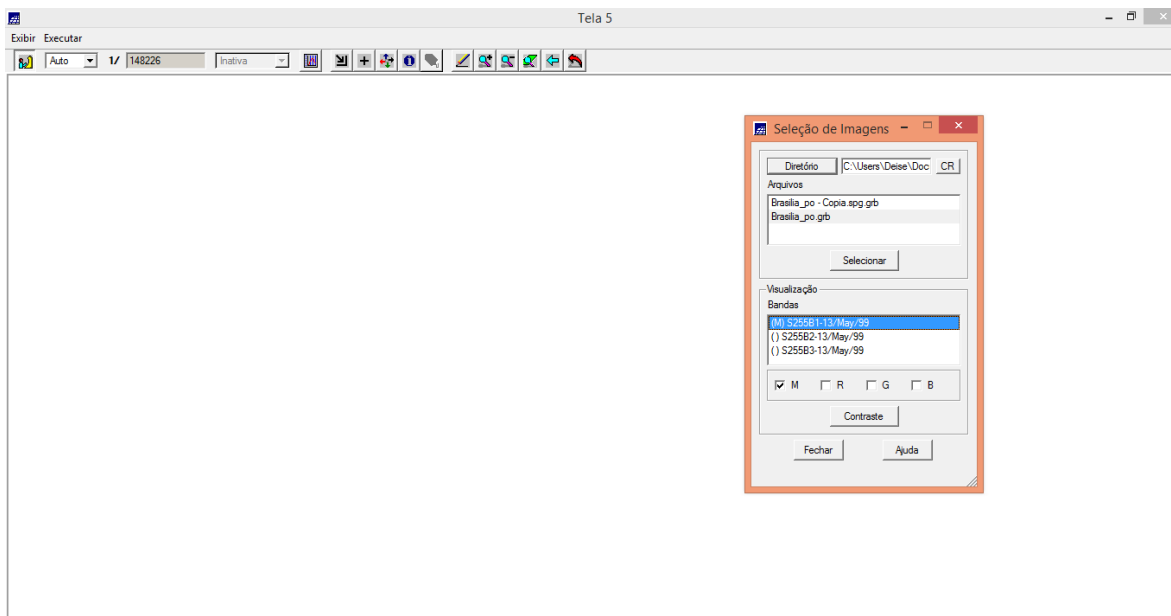 Tela 5
Exibir Executar
Auto 1/ 148226 Inativa
Seleção de Imagens
Diretório C:\Users\Deise\Doc CR
Arquivos
Brasilia_po - Copia.spg.grb
Brasilia_po.grb
Selecionar
Visualização
Bandas
(M) S255B1-13/May/99
( ) S255B2-13/May/99
( ) S255B3-13/May/99
M R G B
Contraste
Fechar Ajuda